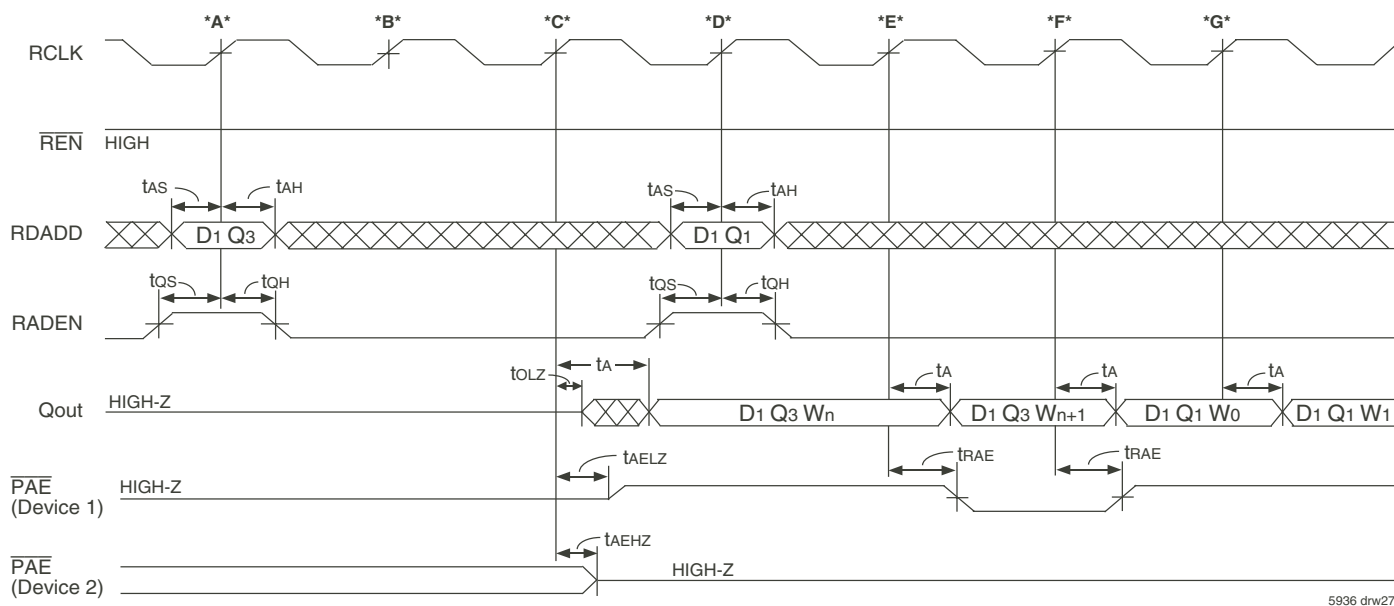 *A* *B* *C* *D* *E* *F* *G*
RCLK
REN HIGH
tAS tAH tAS tAH
RDADD D1 Q3 D1 Q1
tQS tQH tQS tQH
RADEN
tOLZ tA tA tA tA
Qout HIGH-Z D1 Q3 Wn D1 Q3 Wn+1 D1 Q1 W0 D1 Q1 W1
tAELZ tRAE tRAE
PAE HIGH-Z
(Device 1)
tAEHZ
PAE HIGH-Z
(Device 2)
5936 drw27